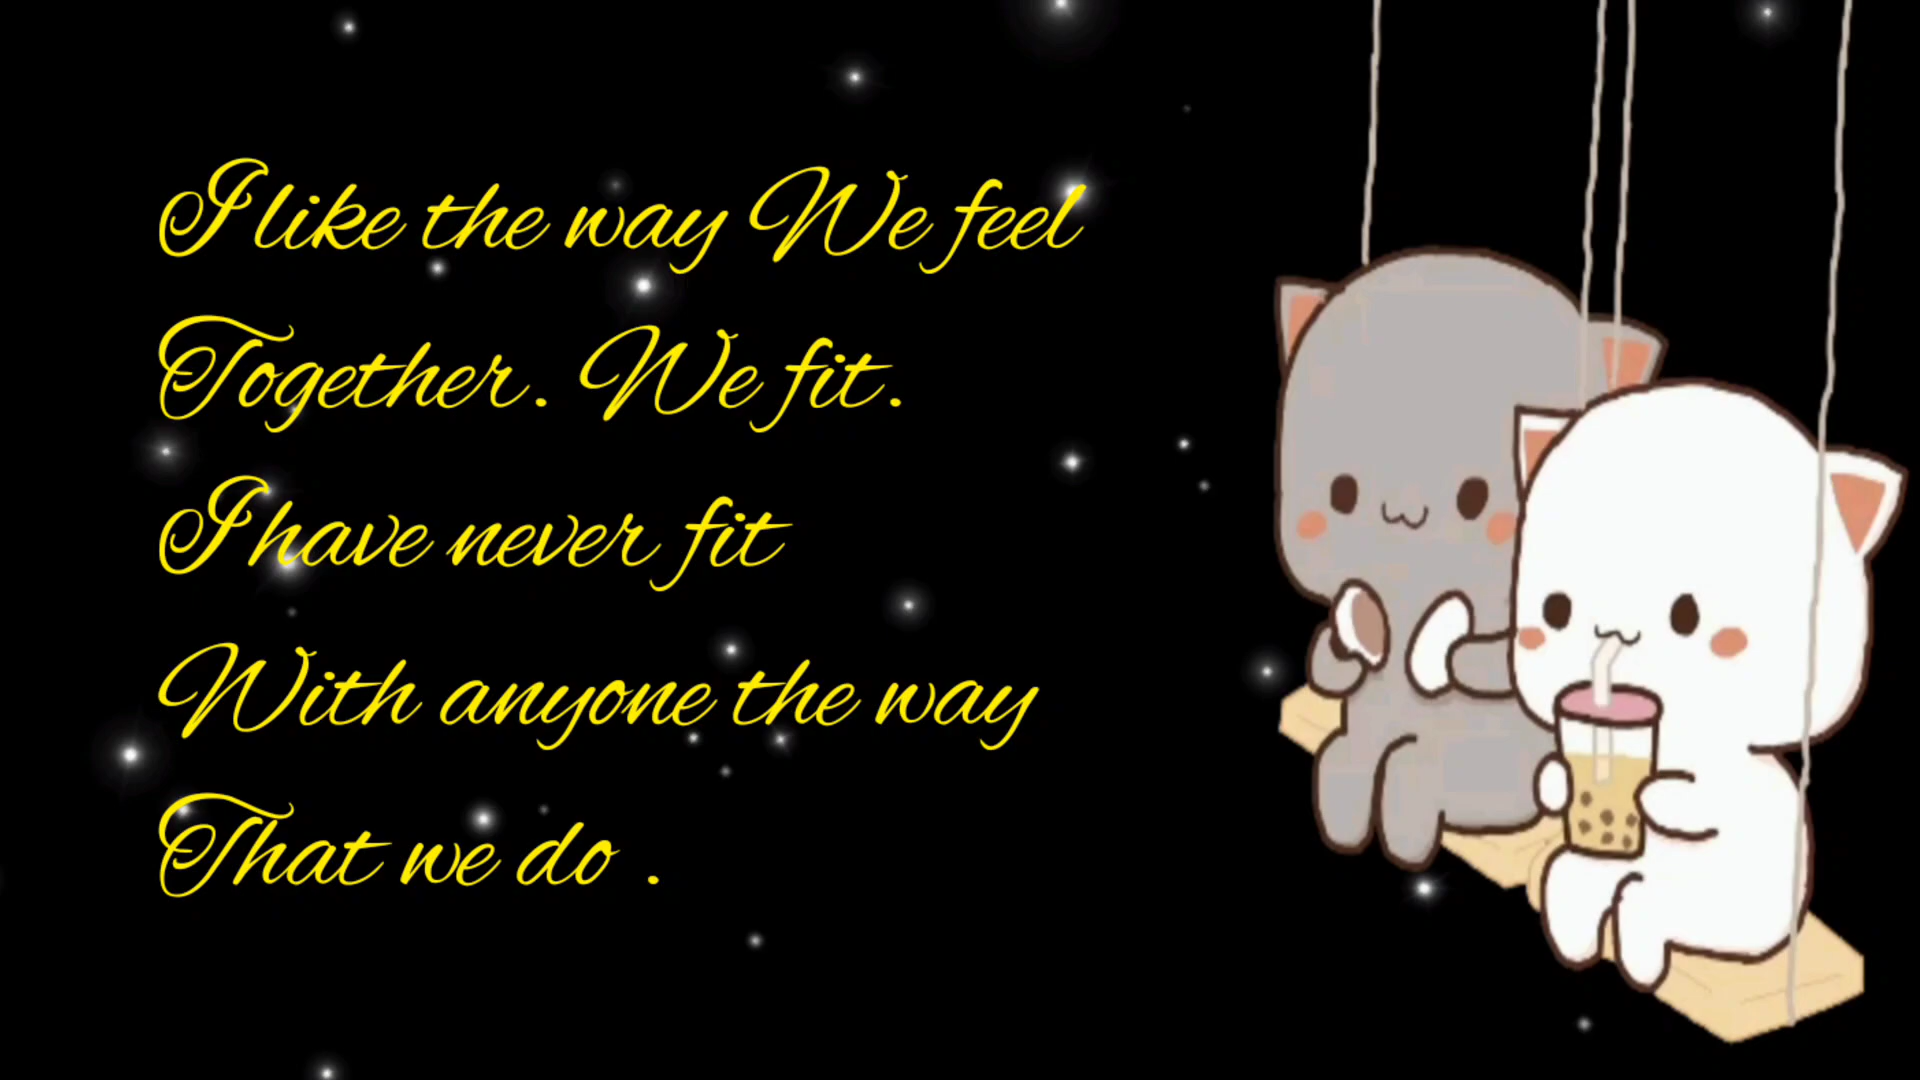 I like the way We feel
Together. We fit.
I have never fit
With anyone the way
That we do .